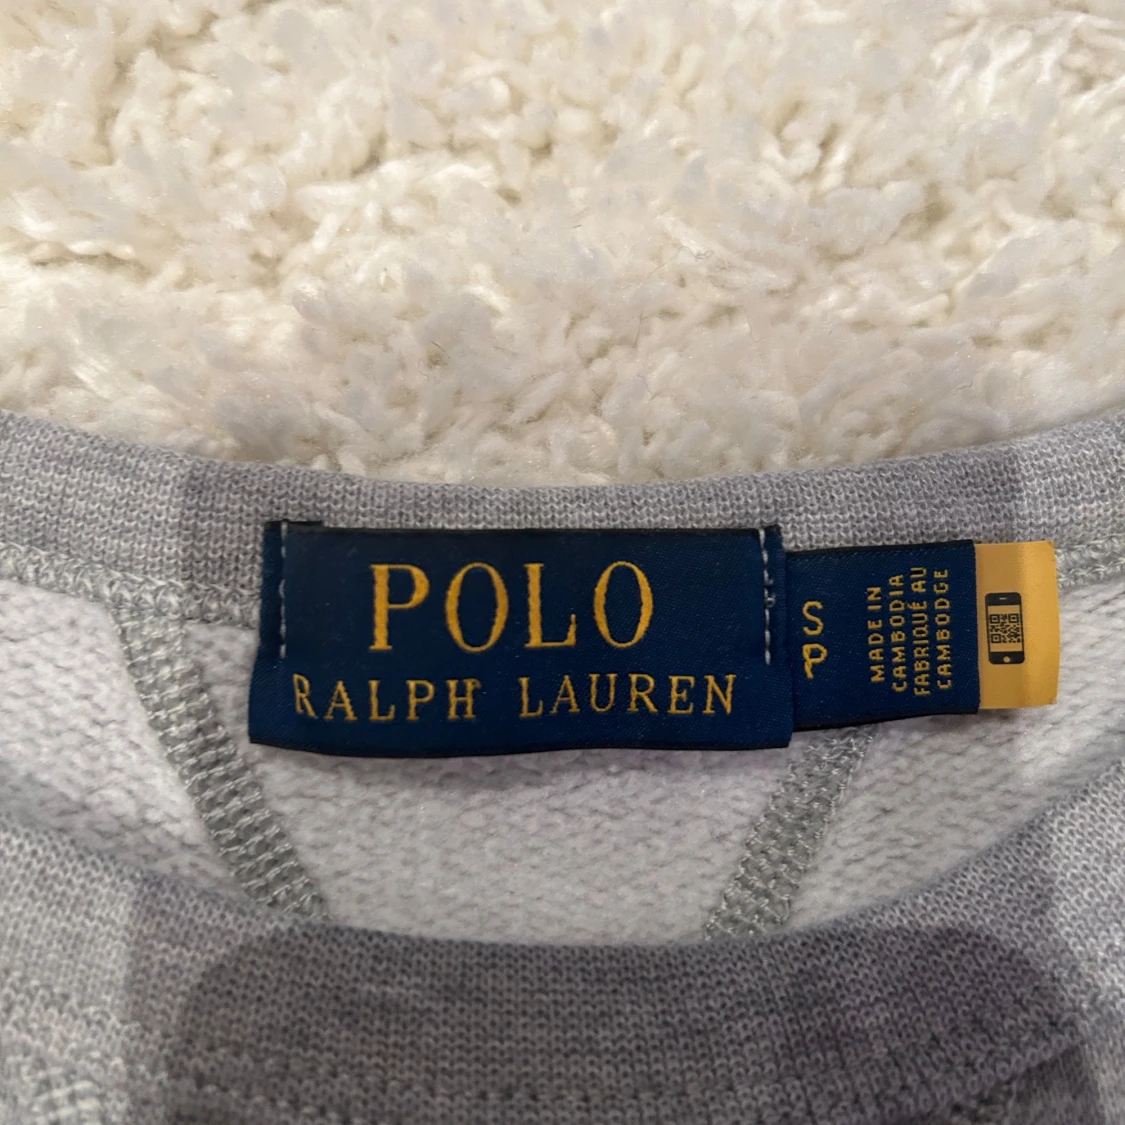 POLO
RALPH LAUREN
S
P
MADE IN
CAMBODIA
FABRIQUÉ AU
CAMBODGE